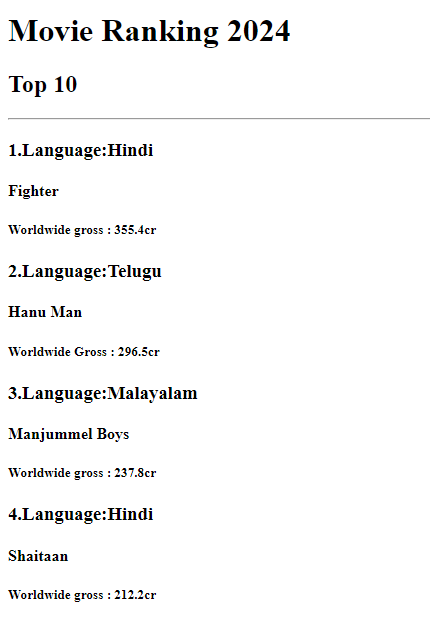 Movie Ranking 2024
Top 10
1.Language:Hindi
Fighter
Worldwide gross : 355.4cr
2.Language:Telugu
Hanu Man
Worldwide Gross : 296.5cr
3.Language:Malayalam
Manjummel Boys
Worldwide gross : 237.8cr
4.Language:Hindi
Shaitaan
Worldwide gross : 212.2cr